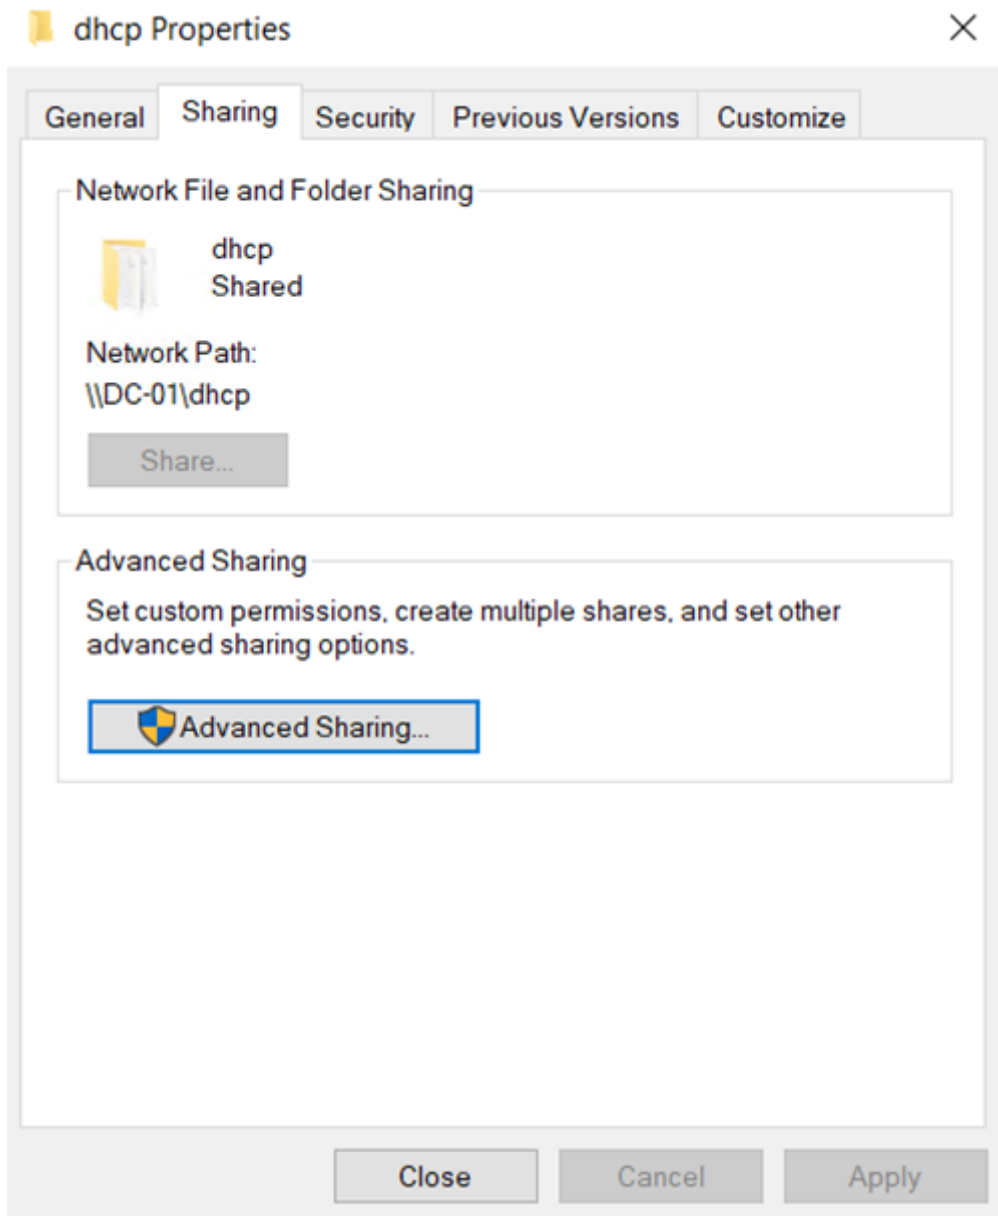 dhcp Properties
General Sharing Security Previous Versions Customize
Network File and Folder Sharing
dhcp
Shared
Network Path:
\\DC-01\dhcp
Share...
Advanced Sharing
Set custom permissions, create multiple shares, and set other
advanced sharing options.
Advanced Sharing...
Close Cancel Apply